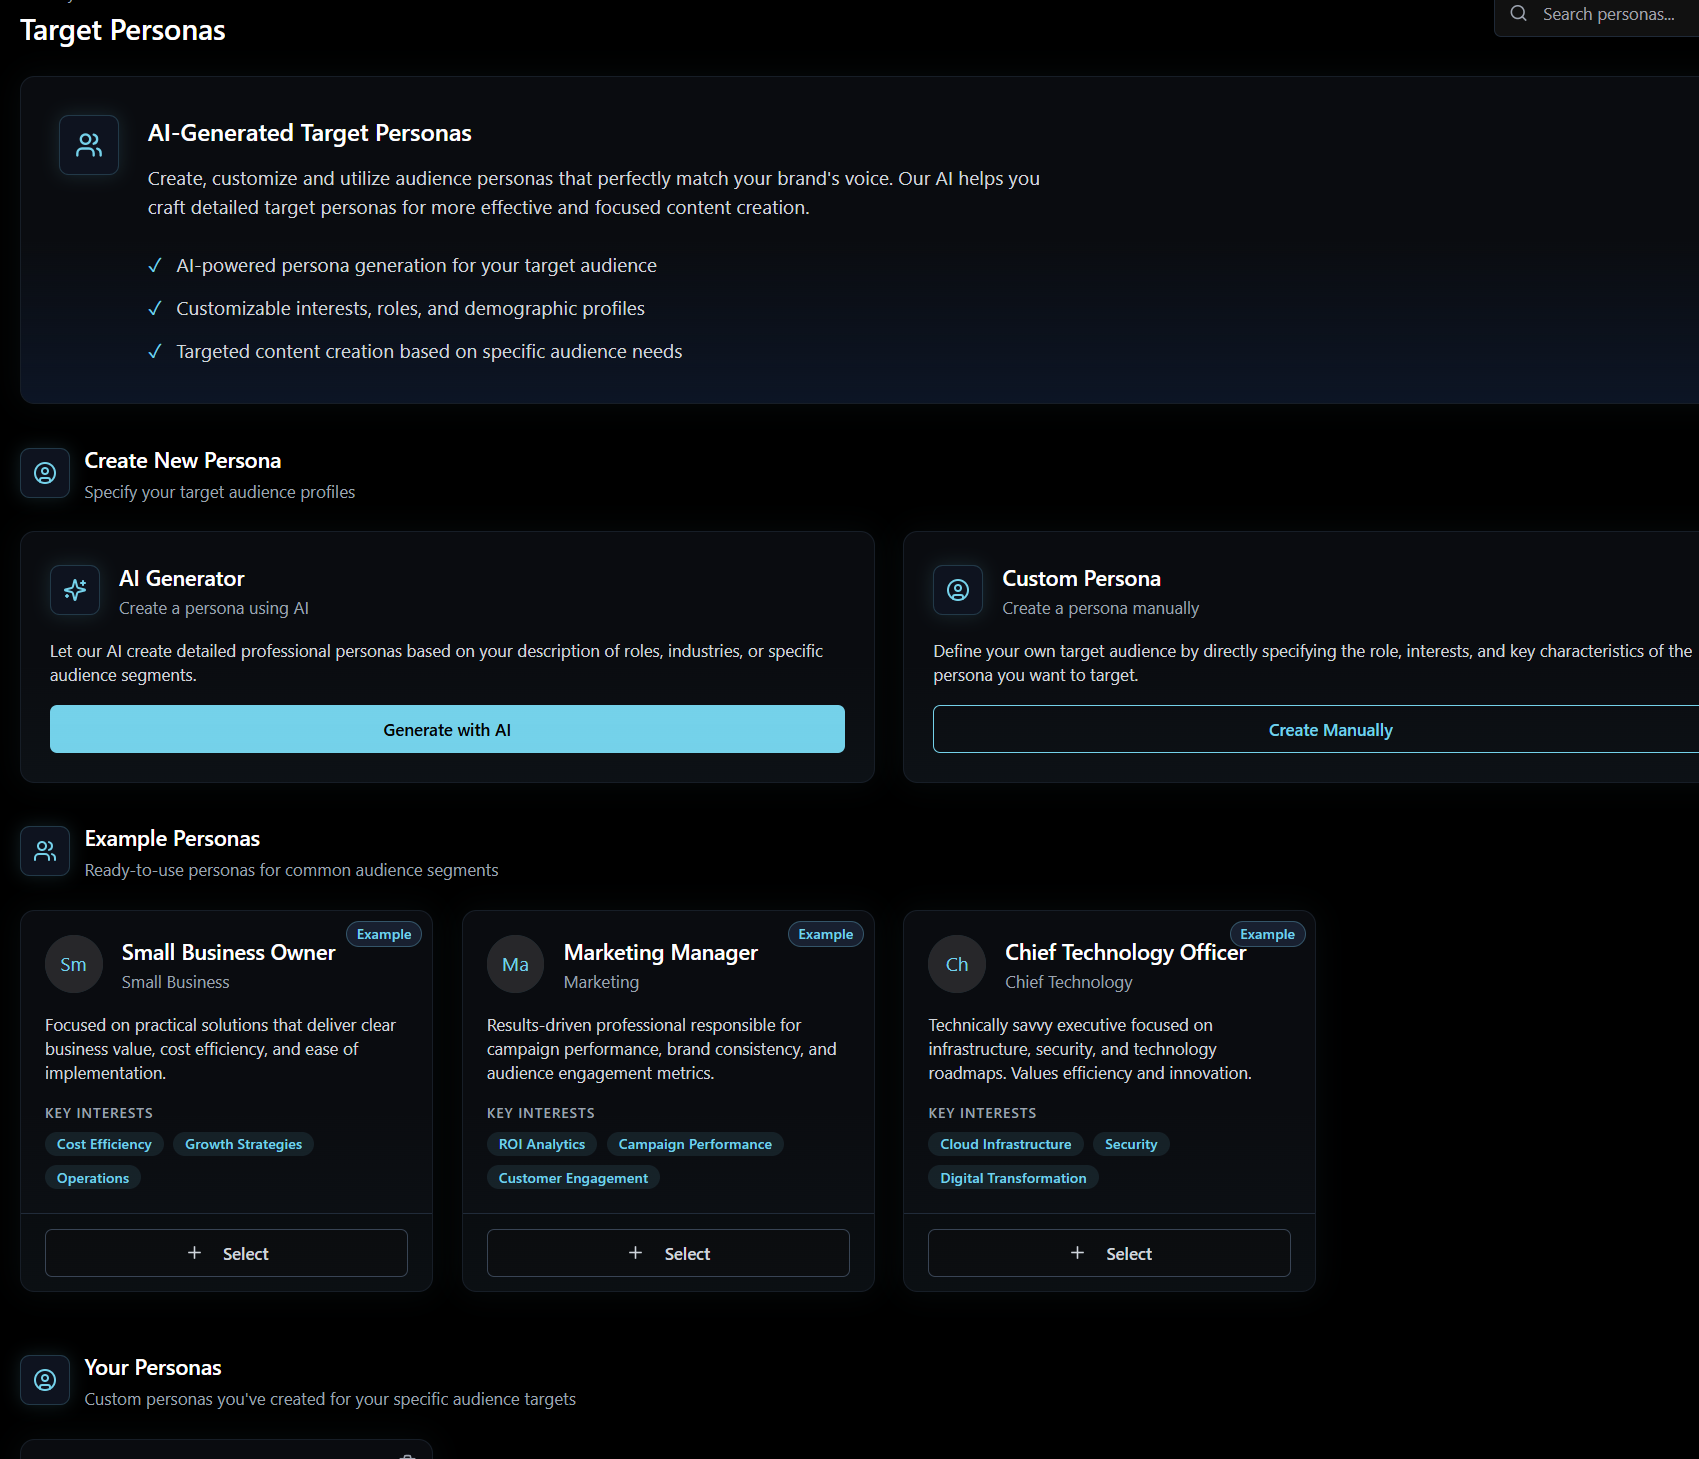 Target Personas
Search personas...
AI-Generated Target Personas
Create, customize and utilize audience personas that perfectly match your brand's voice. Our AI helps you
craft detailed target personas for more effective and focused content creation.
✓ AI-powered persona generation for your target audience
✓ Customizable interests, roles, and demographic profiles
✓ Targeted content creation based on specific audience needs
Create New Persona
Specify your target audience profiles
AI Generator
Create a persona using AI
Let our AI create detailed professional personas based on your description of roles, industries, or specific
audience segments.
Generate with AI
Custom Persona
Create a persona manually
Define your own target audience by directly specifying the role, interests, and key characteristics of the
persona you want to target.
Create Manually
Example Personas
Ready-to-use personas for common audience segments
Example
Sm
Small Business Owner
Small Business
Focused on practical solutions that deliver clear
business value, cost efficiency, and ease of
implementation.
KEY INTERESTS
Cost Efficiency Growth Strategies
Operations
+ Select
Example
Ma
Marketing Manager
Marketing
Results-driven professional responsible for
campaign performance, brand consistency, and
audience engagement metrics.
KEY INTERESTS
ROI Analytics Campaign Performance
Customer Engagement
+ Select
Example
Ch
Chief Technology Officer
Chief Technology
Technically savvy executive focused on
infrastructure, security, and technology
roadmaps. Values efficiency and innovation.
KEY INTERESTS
Cloud Infrastructure Security
Digital Transformation
+ Select
Your Personas
Custom personas you've created for your specific audience targets